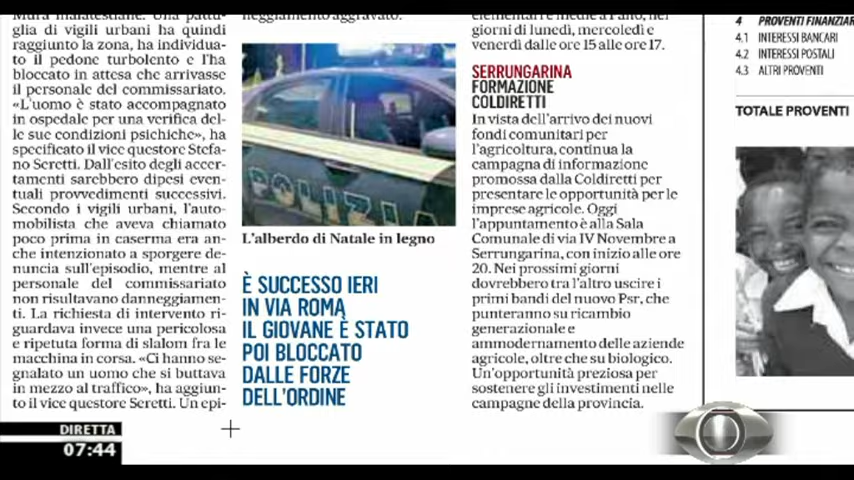 Mura malatestiane. Una pattu-
glia di vigili urbani ha quindi
raggiunto la zona, ha individua-
to il pedone turbolento e l'ha
bloccato in attesa che arrivasse
il personale del commissariato.
«L'uomo è stato accompagnato
in ospedale per una verifica del-
le sue condizioni psichiche», ha
specificato il vice questore Stefa-
no Seretti. Dall'esito degli accer-
tamenti sarebbero dipesi even-
tuali provvedimenti successivi.
Secondo i vigili urbani, l'auto-
mobilista che aveva chiamato
poco prima in caserma era an-
che intenzionato a sporgere de-
nuncia sull'episodio, mentre al
personale del commissariato
non risultavano danneggiamen-
ti. La richiesta di intervento ri-
guardava invece una pericolosa
e ripetuta forma di slalom fra le
macchina in corsa. «Ci hanno se-
gnalato un uomo che si buttava
in mezzo al traffico», ha aggiun-
to il vice questore Seretti. Un epi-
neggiamento aggravato.
POLIZIA
L'alberdo di Natale in legno
È SUCCESSO IERI
IN VIA ROMA
IL GIOVANE È STATO
POI BLOCCATO
DALLE FORZE
DELL'ORDINE
elementari e medie a Fano, nei
giorni di lunedì, mercoledì e
venerdì dalle ore 15 alle ore 17.
SERRUNGARINA
FORMAZIONE
COLDIRETTI
In vista dell'arrivo dei nuovi
fondi comunitari per
l'agricoltura, continua la
campagna di informazione
promossa dalla Coldiretti per
presentare le opportunità per le
imprese agricole. Oggi
l'appuntamento è alla Sala
Comunale di via IV Novembre a
Serrungarina, con inizio alle ore
20. Nei prossimi giorni
dovrebbero tra l'altro uscire i
primi bandi del nuovo Psr, che
punteranno su ricambio
generazionale e
ammodernamento delle aziende
agricole, oltre che su biologico.
Un'opportunità preziosa per
sostenere gli investimenti nelle
campagne della provincia.
4 PROVENTI FINANZIAR
4.1 INTERESSI BANCARI
4.2 INTERESSI POSTALI
4.3 ALTRI PROVENTI
TOTALE PROVENTI
DIRETTA
07:44